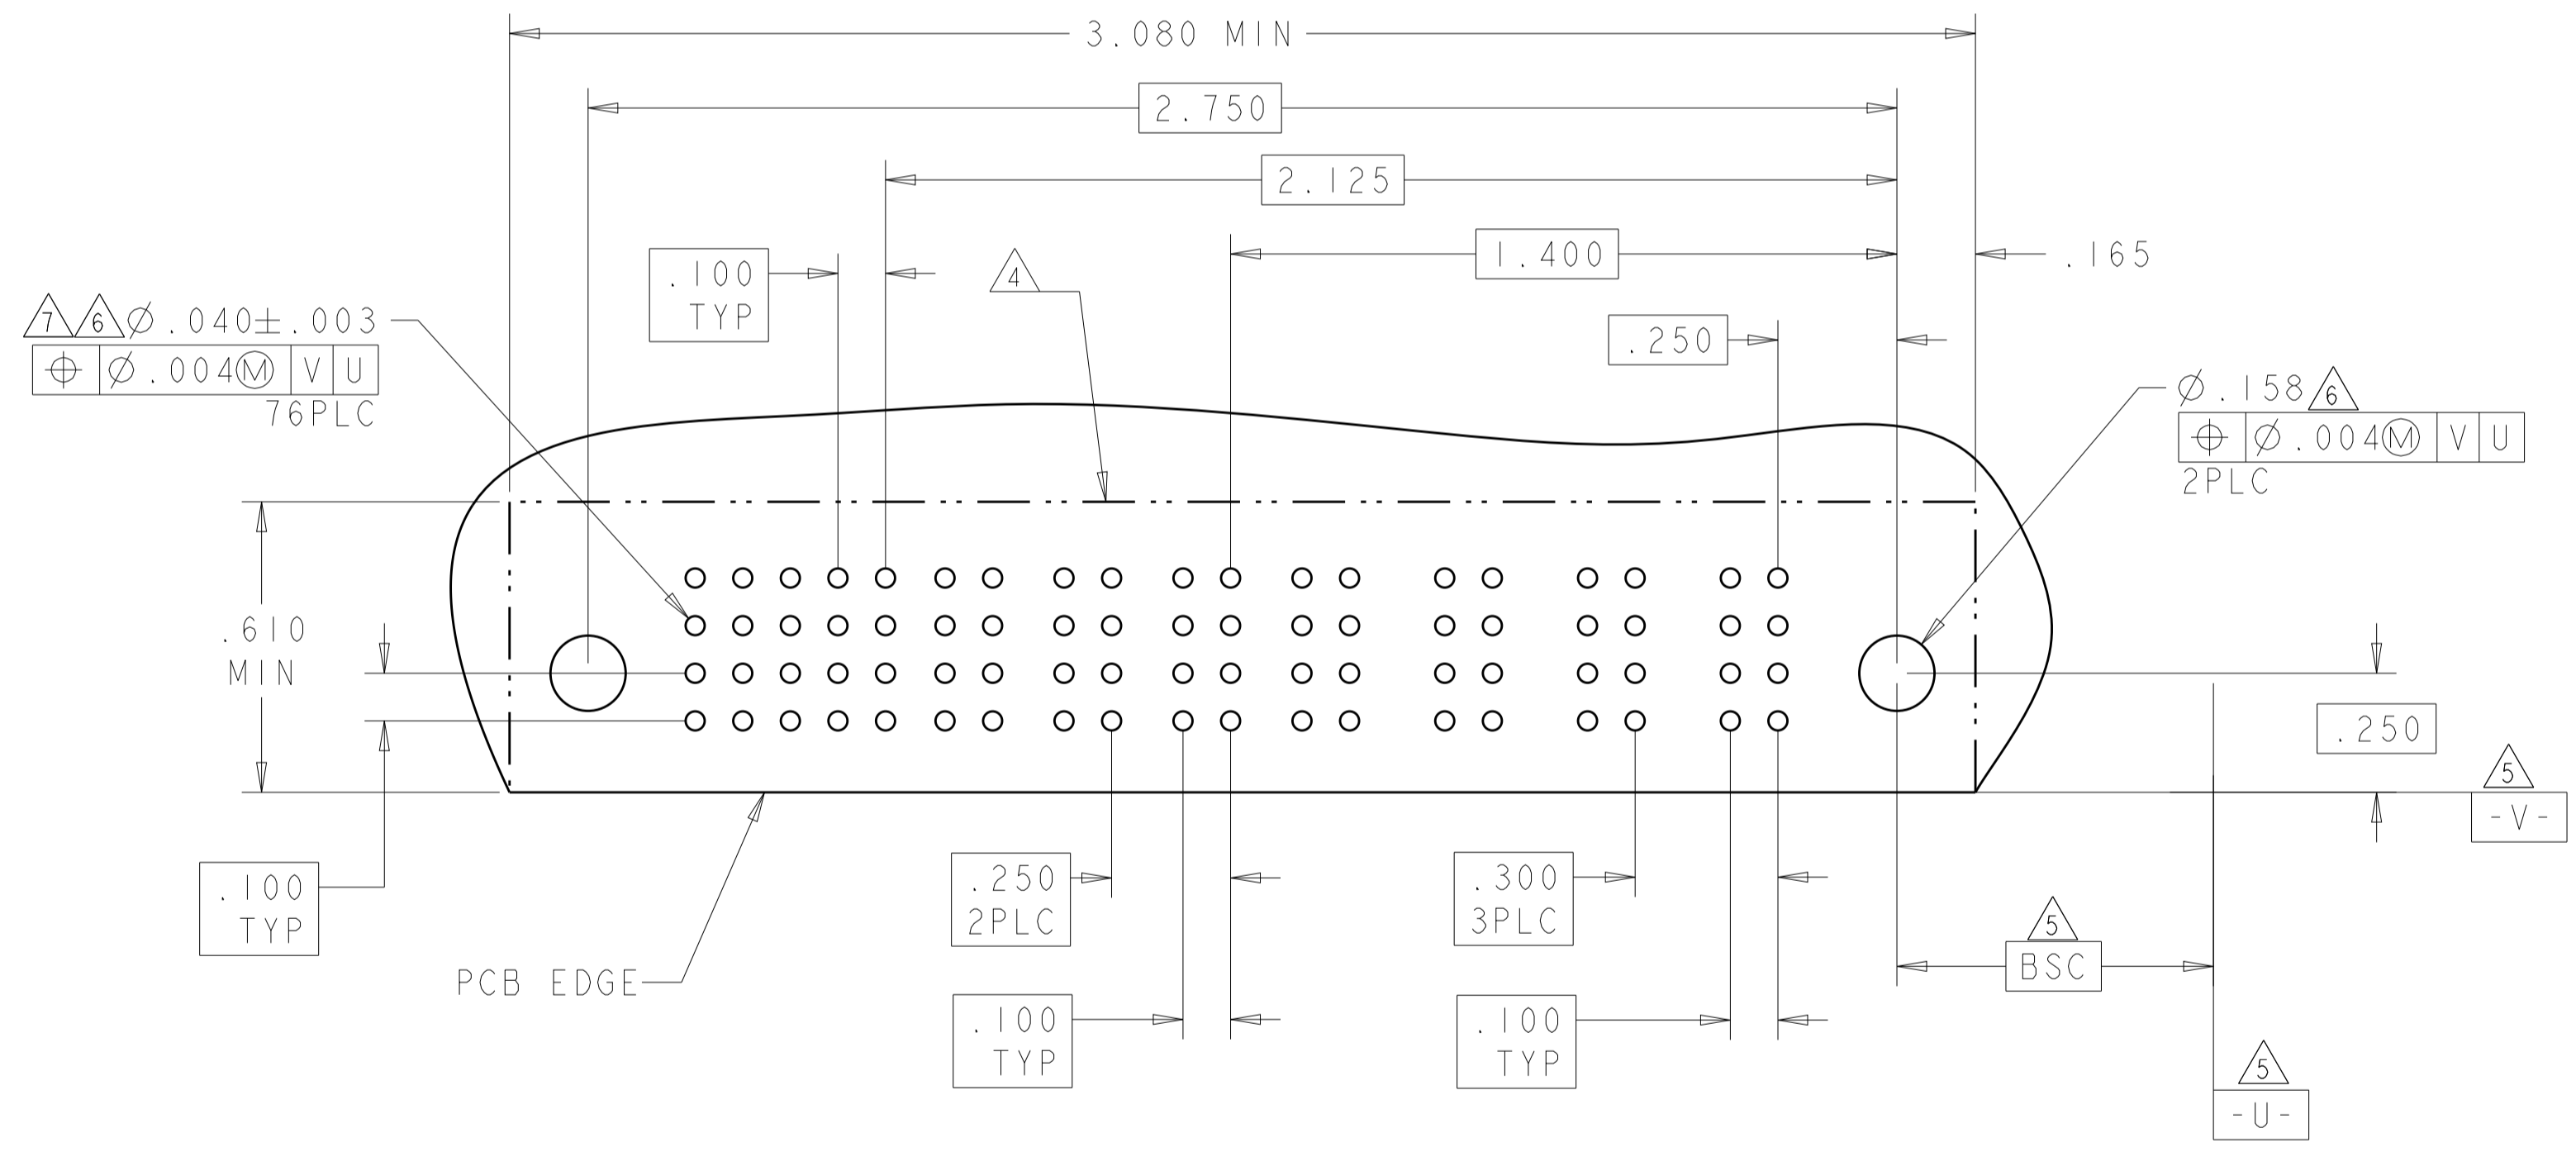 3.080 MIN
2.750
2.125
1.400
.165
.100
TYP
4
7 6 Ø.040±.003
⌖ Ø.004Ⓜ V U
76PLC
.250
Ø.158 6
⌖ Ø.004Ⓜ V U
2PLC
.610
MIN
.250
5
-V-
.100
TYP
PCB EDGE
.250
2PLC
.300
3PLC
5
BSC
.100
TYP
.100
TYP
5
-U-